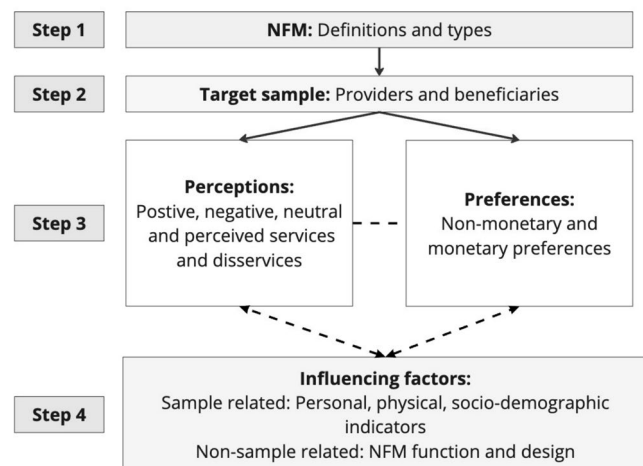 Step 1
NFM: Definitions and types
Step 2
Target sample: Providers and beneficiaries
Step 3
Perceptions:
Postive, negative, neutral
and perceived services
and disservices
Preferences:
Non-monetary and
monetary preferences
Step 4
Influencing factors:
Sample related: Personal, physical, socio-demographic
indicators
Non-sample related: NFM function and design